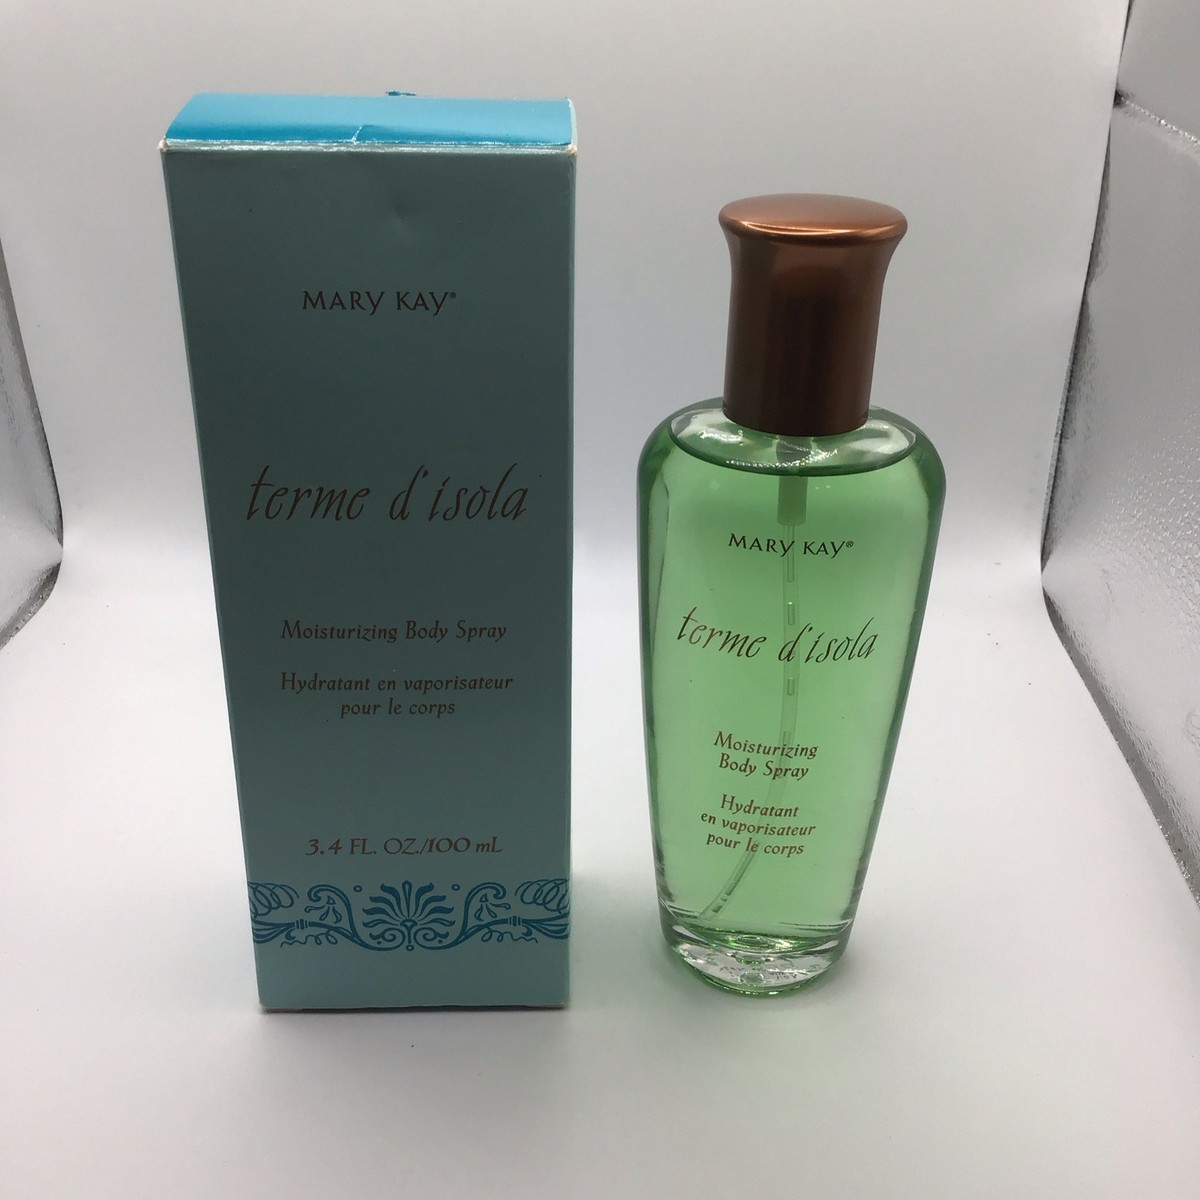 MARY KAY®
terme d'isola
Moisturizing Body Spray
Hydratant en vaporisateur
pour le corps
3.4 FL. OZ./100 mL
MARY KAY®
terme d'isola
Moisturizing
Body Spray
Hydratant
en vaporisateur
pour le corps